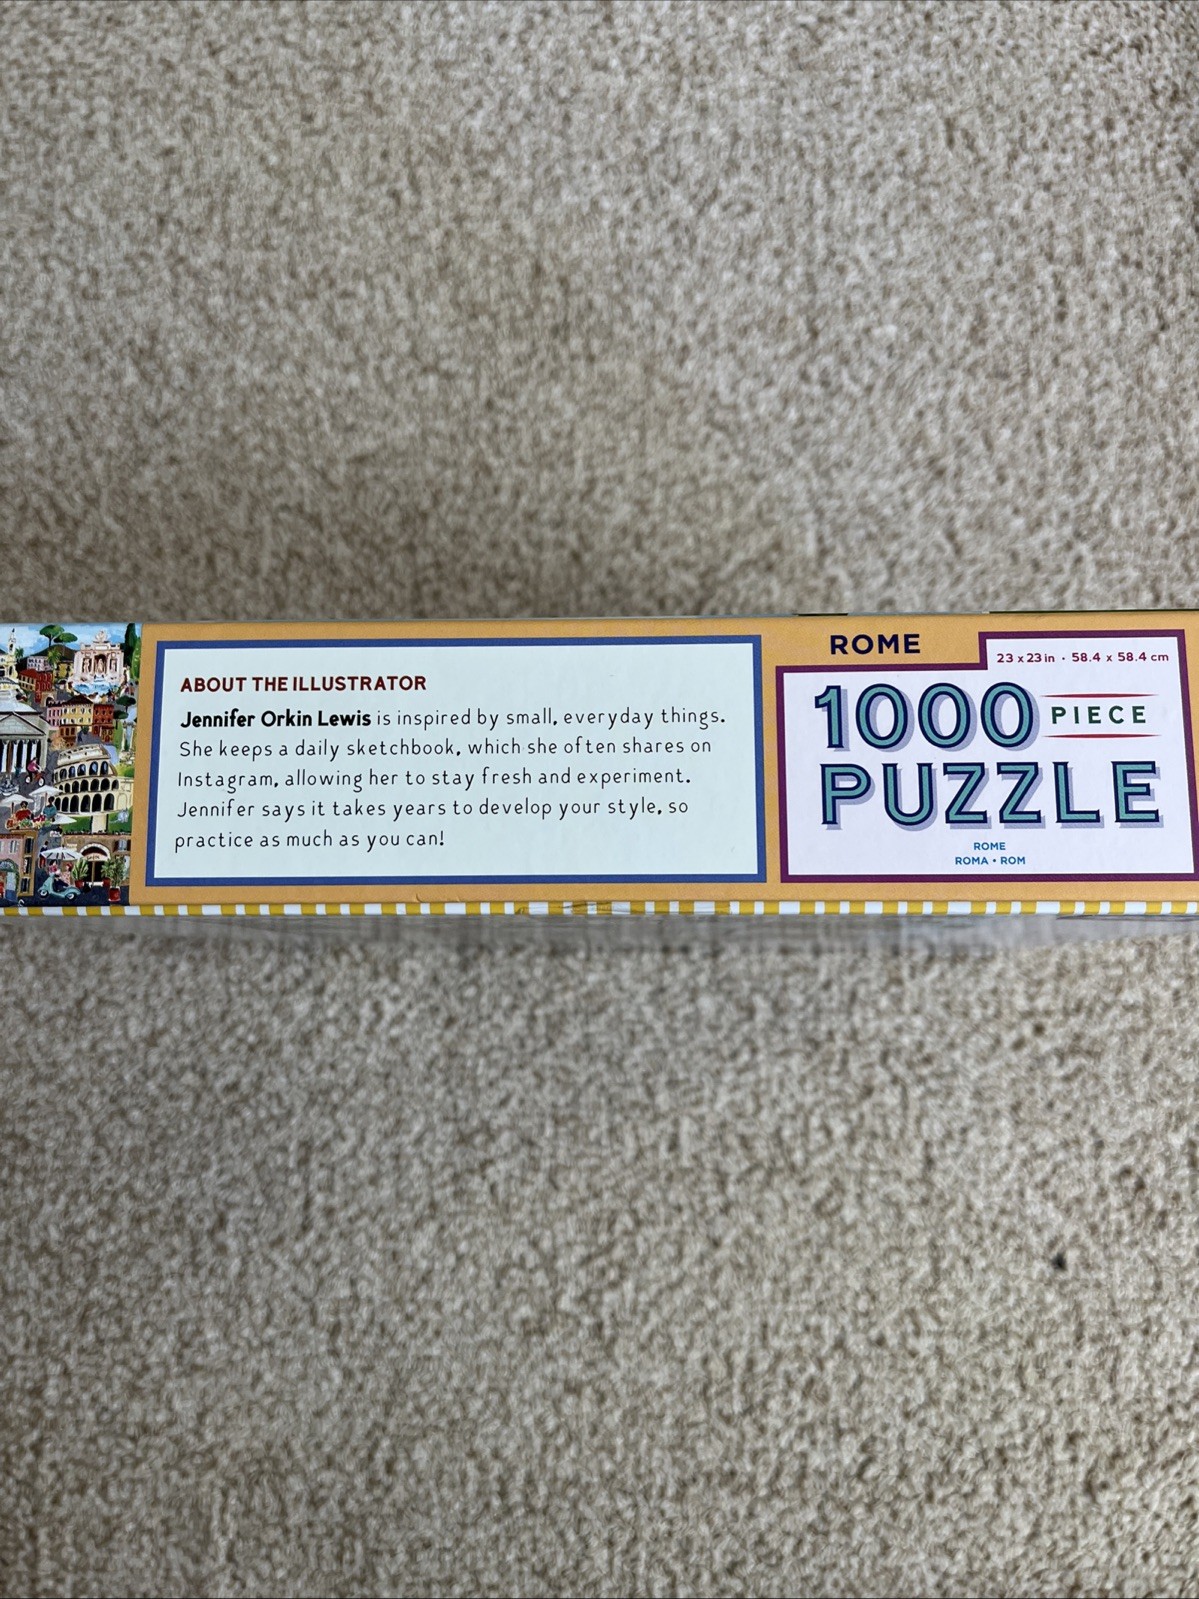 ABOUT THE ILLUSTRATOR
Jennifer Orkin Lewis is inspired by small, everyday things.
She keeps a daily sketchbook, which she often shares on
Instagram, allowing her to stay fresh and experiment.
Jennifer says it takes years to develop your style, so
practice as much as you can!
ROME
23 x 23 in · 58.4 x 58.4 cm
1000 PIECE
PUZZLE
ROME
ROMA • ROM